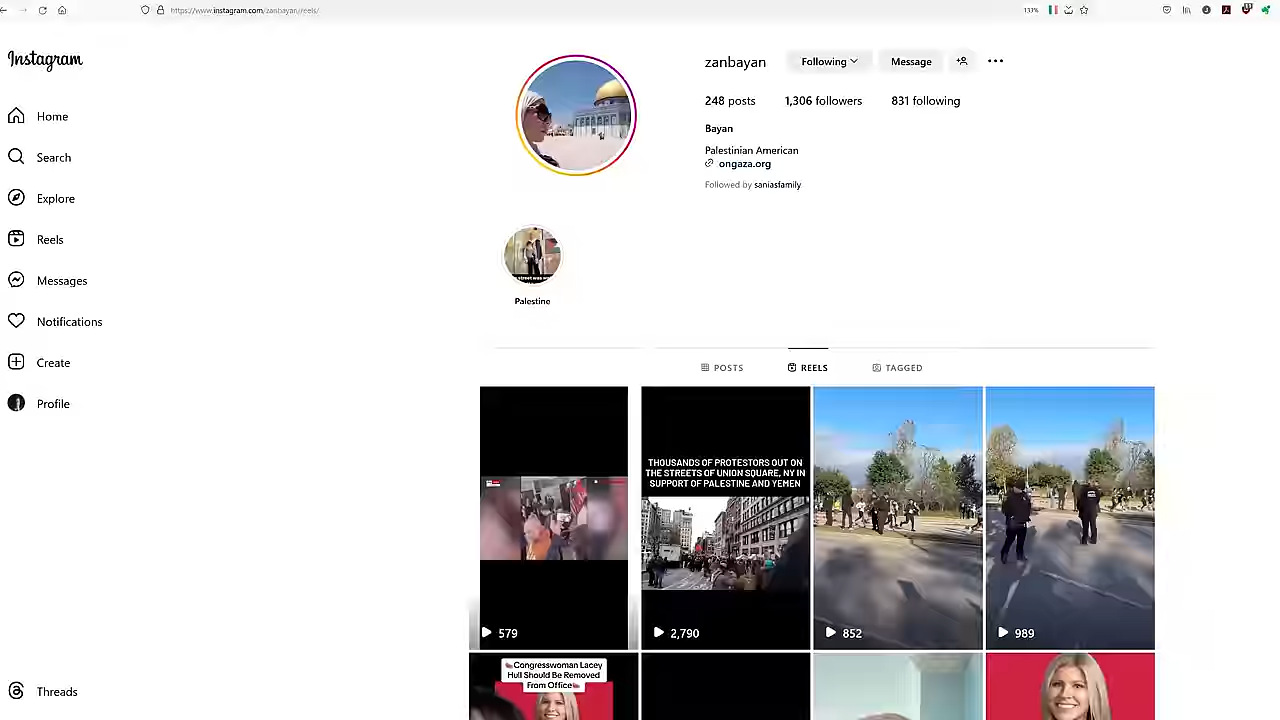 https://www.instagram.com/zanbayan/reels/
133%
Instagram
zanbayan
Following
Message
248 posts
1,306 followers
831 following
Bayan
Palestinian American
ongaza.org
Followed by saniasfamily
Home
Search
Explore
Reels
Messages
Notifications
Create
Profile
Threads
Palestine
POSTS
REELS
TAGGED
THOUSANDS OF PROTESTORS OUT ON
THE STREETS OF UNION SQUARE, NY IN
SUPPORT OF PALESTINE AND YEMEN
579
2,790
852
989
Congresswoman Lacey
Hull Should Be Removed
From Office